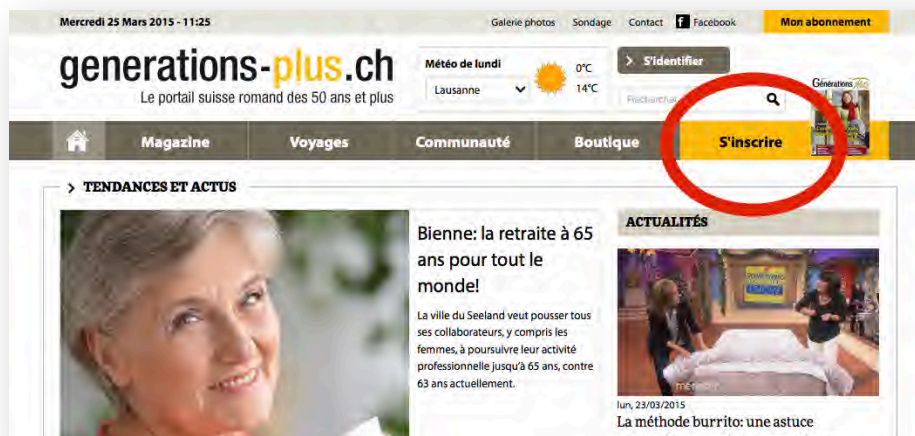 Mercredi 25 Mars 2015 - 11:25
Galerie photos Sondage Contact f Facebook Mon abonnement
generations-plus.ch
Le portail suisse romand des 50 ans et plus
Météo de lundi
Lausanne
0°C
14°C
> S'identifier
Rechercher
Générations plus
Magazine Voyages Communauté Boutique S'inscrire
> TENDANCES ET ACTUS
Bienne: la retraite à 65
ans pour tout le
monde!
La ville du Seeland veut pousser tous
ses collaborateurs, y compris les
femmes, à poursuivre leur activité
professionnelle jusqu'à 65 ans, contre
63 ans actuellement.
ACTUALITÉS
lun, 23/03/2015
La méthode burrito: une astuce